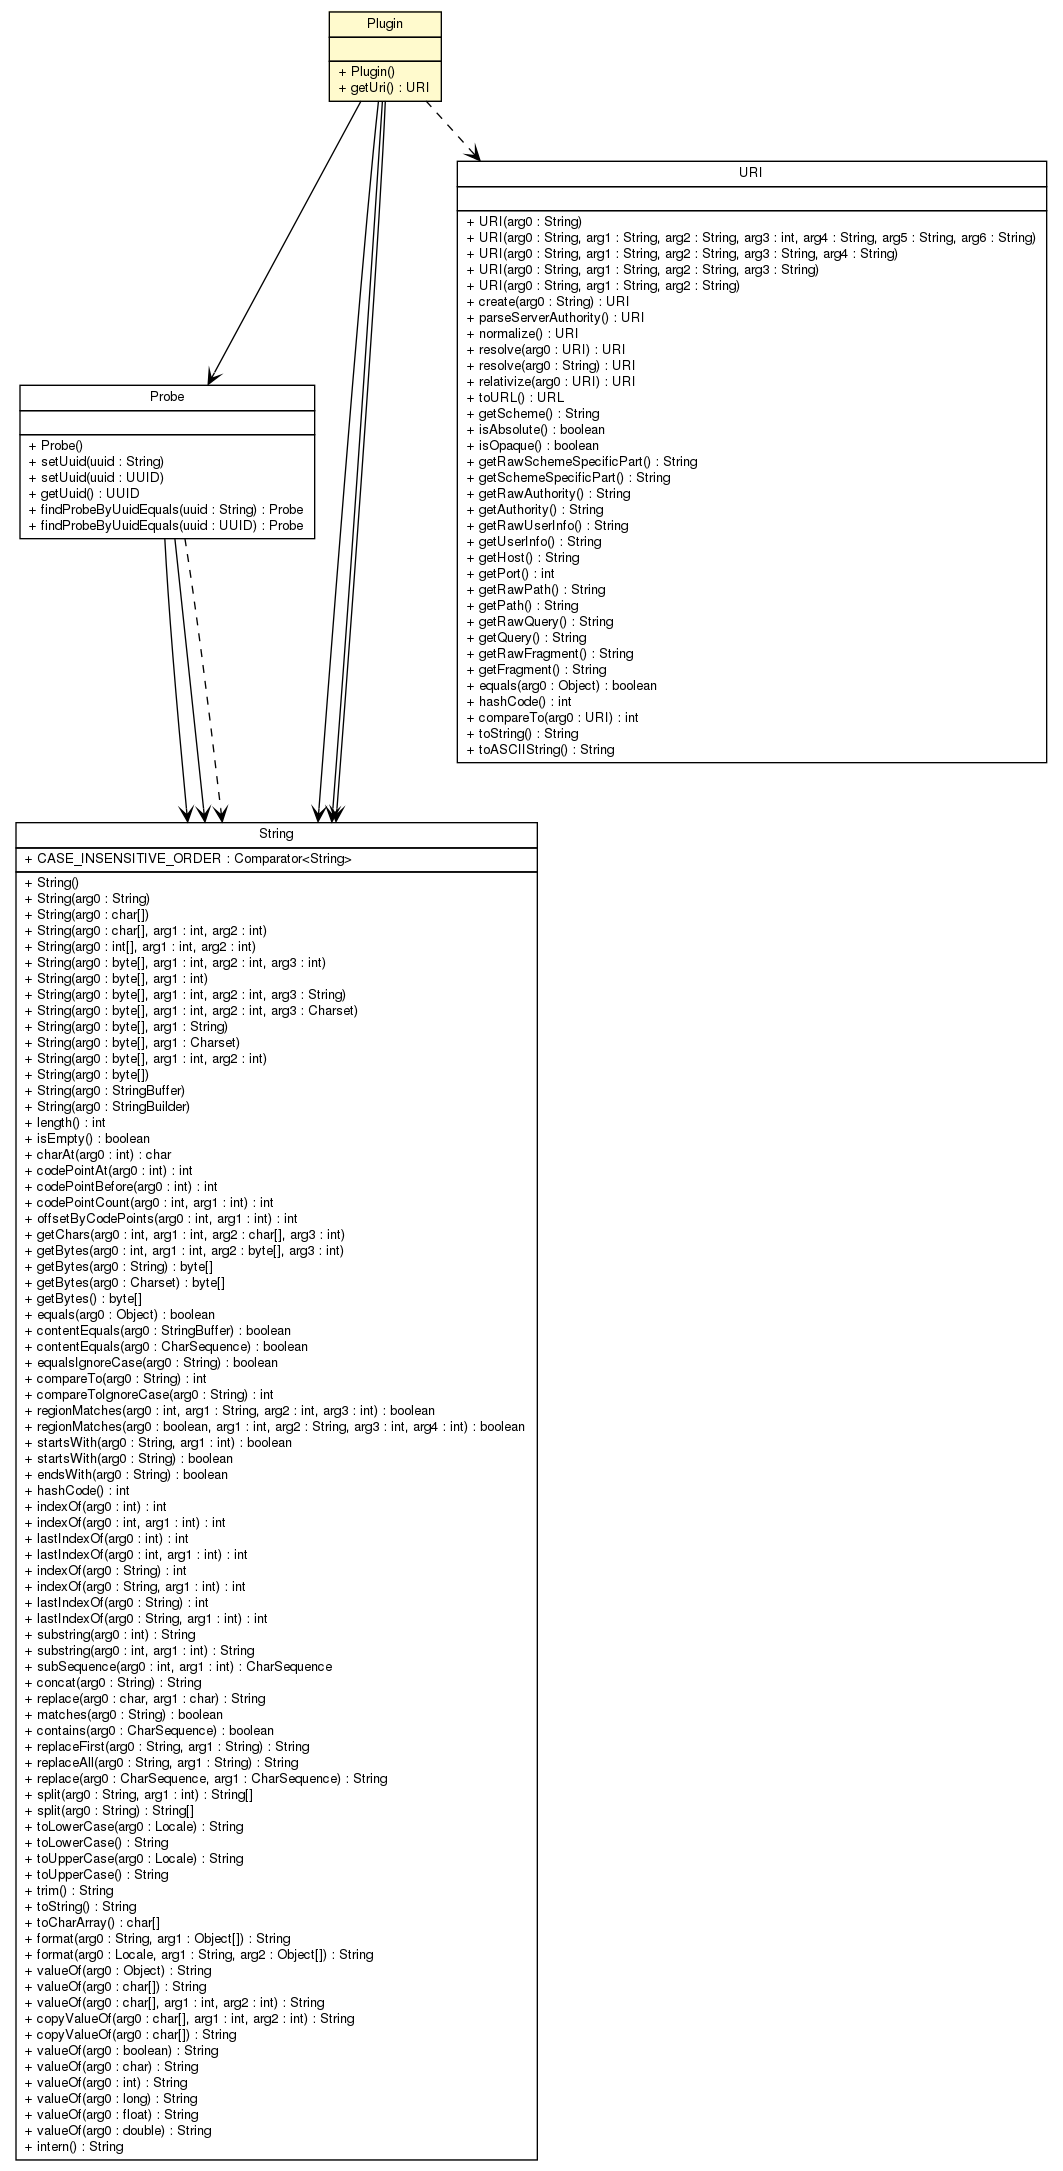 Plugin
+ Plugin()
+ getUri() : URI
URI
+ URI(arg0 : String)
+ URI(arg0 : String, arg1 : String, arg2 : String, arg3 : int, arg4 : String, arg5 : String, arg6 : String)
+ URI(arg0 : String, arg1 : String, arg2 : String, arg3 : String, arg4 : String)
+ URI(arg0 : String, arg1 : String, arg2 : String, arg3 : String)
+ URI(arg0 : String, arg1 : String, arg2 : String)
+ create(arg0 : String) : URI
+ parseServerAuthority() : URI
+ normalize() : URI
+ resolve(arg0 : URI) : URI
+ resolve(arg0 : String) : URI
+ relativize(arg0 : URI) : URI
+ toURL() : URL
+ getScheme() : String
+ isAbsolute() : boolean
+ isOpaque() : boolean
+ getRawSchemeSpecificPart() : String
+ getSchemeSpecificPart() : String
+ getRawAuthority() : String
+ getAuthority() : String
+ getRawUserInfo() : String
+ getUserInfo() : String
+ getHost() : String
+ getPort() : int
+ getRawPath() : String
+ getPath() : String
+ getRawQuery() : String
+ getQuery() : String
+ getRawFragment() : String
+ getFragment() : String
+ equals(arg0 : Object) : boolean
+ hashCode() : int
+ compareTo(arg0 : URI) : int
+ toString() : String
+ toASCIIString() : String
Probe
+ Probe()
+ setUuid(uuid : String)
+ setUuid(uuid : UUID)
+ getUuid() : UUID
+ findProbeByUuidEquals(uuid : String) : Probe
+ findProbeByUuidEquals(uuid : UUID) : Probe
String
+ CASE_INSENSITIVE_ORDER : Comparator<String>
+ String()
+ String(arg0 : String)
+ String(arg0 : char[])
+ String(arg0 : char[], arg1 : int, arg2 : int)
+ String(arg0 : int[], arg1 : int, arg2 : int)
+ String(arg0 : byte[], arg1 : int, arg2 : int, arg3 : int)
+ String(arg0 : byte[], arg1 : int)
+ String(arg0 : byte[], arg1 : int, arg2 : int, arg3 : String)
+ String(arg0 : byte[], arg1 : int, arg2 : int, arg3 : Charset)
+ String(arg0 : byte[], arg1 : String)
+ String(arg0 : byte[], arg1 : Charset)
+ String(arg0 : byte[], arg1 : int, arg2 : int)
+ String(arg0 : byte[])
+ String(arg0 : StringBuffer)
+ String(arg0 : StringBuilder)
+ length() : int
+ isEmpty() : boolean
+ charAt(arg0 : int) : char
+ codePointAt(arg0 : int) : int
+ codePointBefore(arg0 : int) : int
+ codePointCount(arg0 : int, arg1 : int) : int
+ offsetByCodePoints(arg0 : int, arg1 : int) : int
+ getChars(arg0 : int, arg1 : int, arg2 : char[], arg3 : int)
+ getBytes(arg0 : int, arg1 : int, arg2 : byte[], arg3 : int)
+ getBytes(arg0 : String) : byte[]
+ getBytes(arg0 : Charset) : byte[]
+ getBytes() : byte[]
+ equals(arg0 : Object) : boolean
+ contentEquals(arg0 : StringBuffer) : boolean
+ contentEquals(arg0 : CharSequence) : boolean
+ equalsIgnoreCase(arg0 : String) : boolean
+ compareTo(arg0 : String) : int
+ compareToIgnoreCase(arg0 : String) : int
+ regionMatches(arg0 : int, arg1 : String, arg2 : int, arg3 : int) : boolean
+ regionMatches(arg0 : boolean, arg1 : int, arg2 : String, arg3 : int, arg4 : int) : boolean
+ startsWith(arg0 : String, arg1 : int) : boolean
+ startsWith(arg0 : String) : boolean
+ endsWith(arg0 : String) : boolean
+ hashCode() : int
+ indexOf(arg0 : int) : int
+ indexOf(arg0 : int, arg1 : int) : int
+ lastIndexOf(arg0 : int) : int
+ lastIndexOf(arg0 : int, arg1 : int) : int
+ indexOf(arg0 : String) : int
+ indexOf(arg0 : String, arg1 : int) : int
+ lastIndexOf(arg0 : String) : int
+ lastIndexOf(arg0 : String, arg1 : int) : int
+ substring(arg0 : int) : String
+ substring(arg0 : int, arg1 : int) : String
+ subSequence(arg0 : int, arg1 : int) : CharSequence
+ concat(arg0 : String) : String
+ replace(arg0 : char, arg1 : char) : String
+ matches(arg0 : String) : boolean
+ contains(arg0 : CharSequence) : boolean
+ replaceFirst(arg0 : String, arg1 : String) : String
+ replaceAll(arg0 : String, arg1 : String) : String
+ replace(arg0 : CharSequence, arg1 : CharSequence) : String
+ split(arg0 : String, arg1 : int) : String[]
+ split(arg0 : String) : String[]
+ toLowerCase(arg0 : Locale) : String
+ toLowerCase() : String
+ toUpperCase(arg0 : Locale) : String
+ toUpperCase() : String
+ trim() : String
+ toString() : String
+ toCharArray() : char[]
+ format(arg0 : String, arg1 : Object[]) : String
+ format(arg0 : Locale, arg1 : String, arg2 : Object[]) : String
+ valueOf(arg0 : Object) : String
+ valueOf(arg0 : char[]) : String
+ valueOf(arg0 : char[], arg1 : int, arg2 : int) : String
+ copyValueOf(arg0 : char[], arg1 : int, arg2 : int) : String
+ copyValueOf(arg0 : char[]) : String
+ valueOf(arg0 : boolean) : String
+ valueOf(arg0 : char) : String
+ valueOf(arg0 : int) : String
+ valueOf(arg0 : long) : String
+ valueOf(arg0 : float) : String
+ valueOf(arg0 : double) : String
+ intern() : String